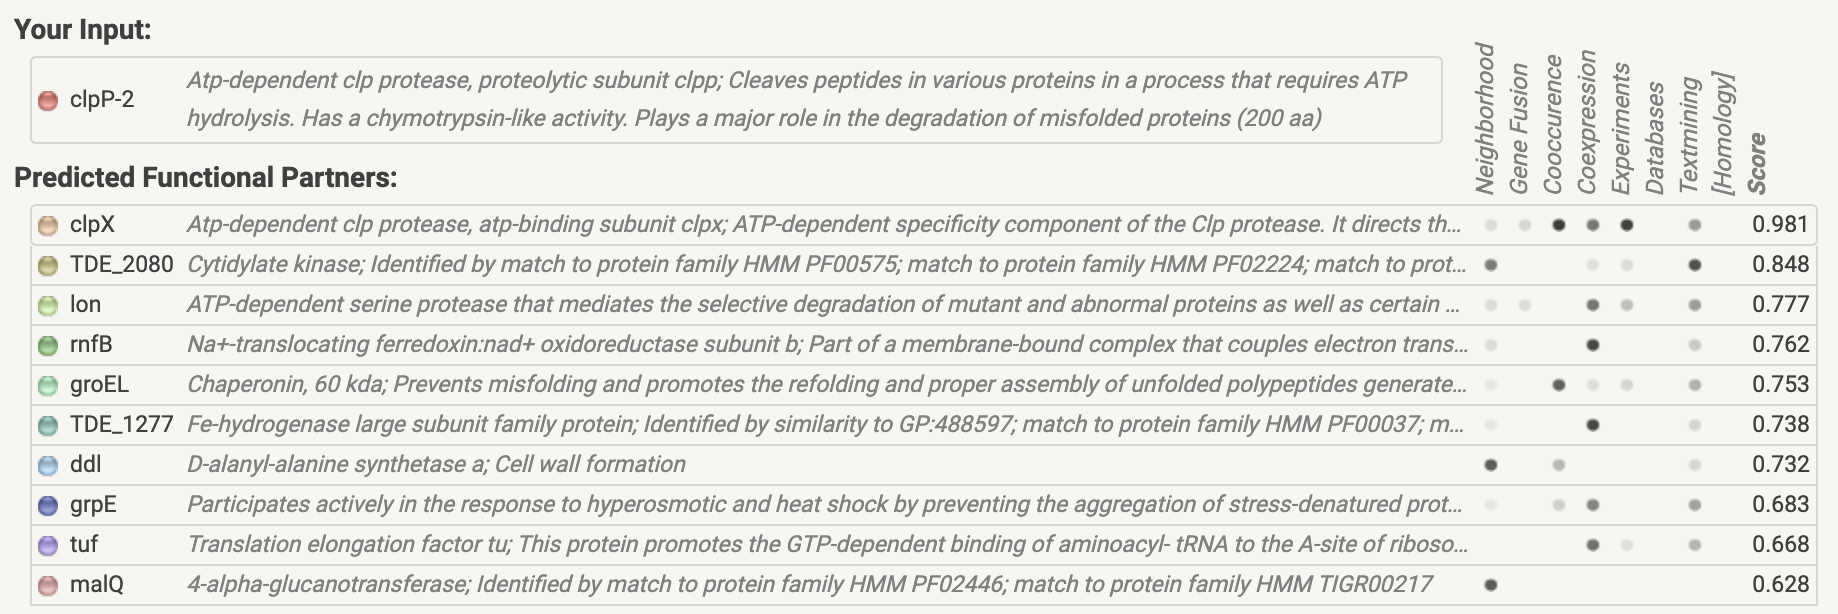 Your Input:
clpP-2 Atp-dependent clp protease, proteolytic subunit clpp; Cleaves peptides in various proteins in a process that requires ATP
hydrolysis. Has a chymotrypsin-like activity. Plays a major role in the degradation of misfolded proteins (200 aa)
Neighborhood
Gene Fusion
Cooccurence
Coexpression
Experiments
Databases
Textmining
[Homology]
Score
Predicted Functional Partners:
clpX Atp-dependent clp protease, atp-binding subunit clpx; ATP-dependent specificity component of the Clp protease. It directs th... 0.981
TDE_2080 Cytidylate kinase; Identified by match to protein family HMM PF00575; match to protein family HMM PF02224; match to prot... 0.848
lon ATP-dependent serine protease that mediates the selective degradation of mutant and abnormal proteins as well as certain ... 0.777
rnfB Na+-translocating ferredoxin:nad+ oxidoreductase subunit b; Part of a membrane-bound complex that couples electron trans... 0.762
groEL Chaperonin, 60 kda; Prevents misfolding and promotes the refolding and proper assembly of unfolded polypeptides generate... 0.753
TDE_1277 Fe-hydrogenase large subunit family protein; Identified by similarity to GP:488597; match to protein family HMM PF00037; m... 0.738
ddl D-alanyl-alanine synthetase a; Cell wall formation 0.732
grpE Participates actively in the response to hyperosmotic and heat shock by preventing the aggregation of stress-denatured prot... 0.683
tuf Translation elongation factor tu; This protein promotes the GTP-dependent binding of aminoacyl- tRNA to the A-site of riboso... 0.668
malQ 4-alpha-glucanotransferase; Identified by match to protein family HMM PF02446; match to protein family HMM TIGR00217 0.628